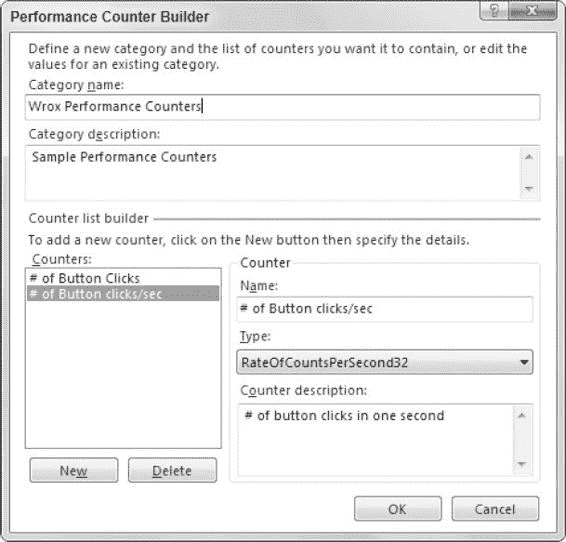 Performance Counter Builder
Define a new category and the list of counters you want it to contain, or edit the
values for an existing category.
Category name:
Wrox Performance Counters
Category description:
Sample Performance Counters
Counter list builder
To add a new counter, click on the New button then specify the details.
Counters:
# of Button Clicks
# of Button clicks/sec
Counter
Name:
# of Button clicks/sec
Type:
RateOfCountsPerSecond32
Counter description:
# of button clicks in one second
New
Delete
OK
Cancel